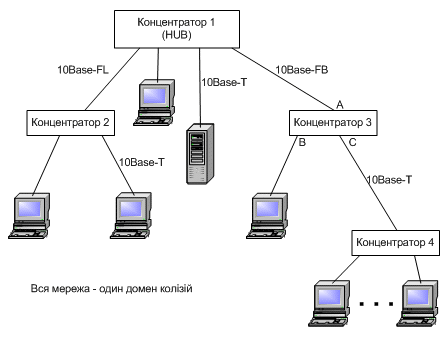 Концентратор 1
(HUB)
10Base-FL
10Base-T
10Base-FB
A
Концентратор 2
Концентратор 3
B
C
10Base-T
10Base-T
Концентратор 4
Вся мережа - один домен колізій